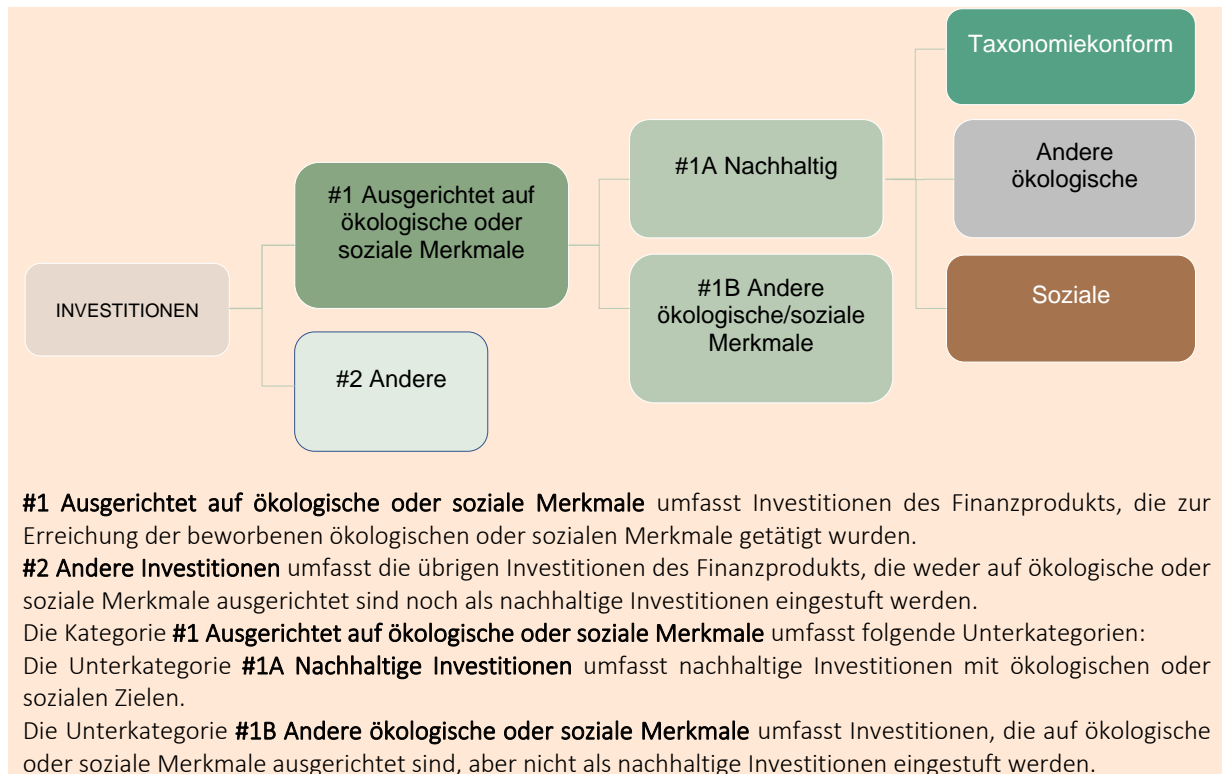 Taxonomiekonform
#1A Nachhaltig
Andere
ökologische
#1 Ausgerichtet auf
ökologische oder
soziale Merkmale
#1B Andere
ökologische/soziale
Merkmale
Soziale
INVESTITIONEN
#2 Andere
#1 Ausgerichtet auf ökologische oder soziale Merkmale umfasst Investitionen des Finanzprodukts, die zur
Erreichung der beworbenen ökologischen oder sozialen Merkmale getätigt wurden.
#2 Andere Investitionen umfasst die übrigen Investitionen des Finanzprodukts, die weder auf ökologische oder
soziale Merkmale ausgerichtet sind noch als nachhaltige Investitionen eingestuft werden.
Die Kategorie #1 Ausgerichtet auf ökologische oder soziale Merkmale umfasst folgende Unterkategorien:
Die Unterkategorie #1A Nachhaltige Investitionen umfasst nachhaltige Investitionen mit ökologischen oder
sozialen Zielen.
Die Unterkategorie #1B Andere ökologische oder soziale Merkmale umfasst Investitionen, die auf ökologische
oder soziale Merkmale ausgerichtet sind, aber nicht als nachhaltige Investitionen eingestuft werden.